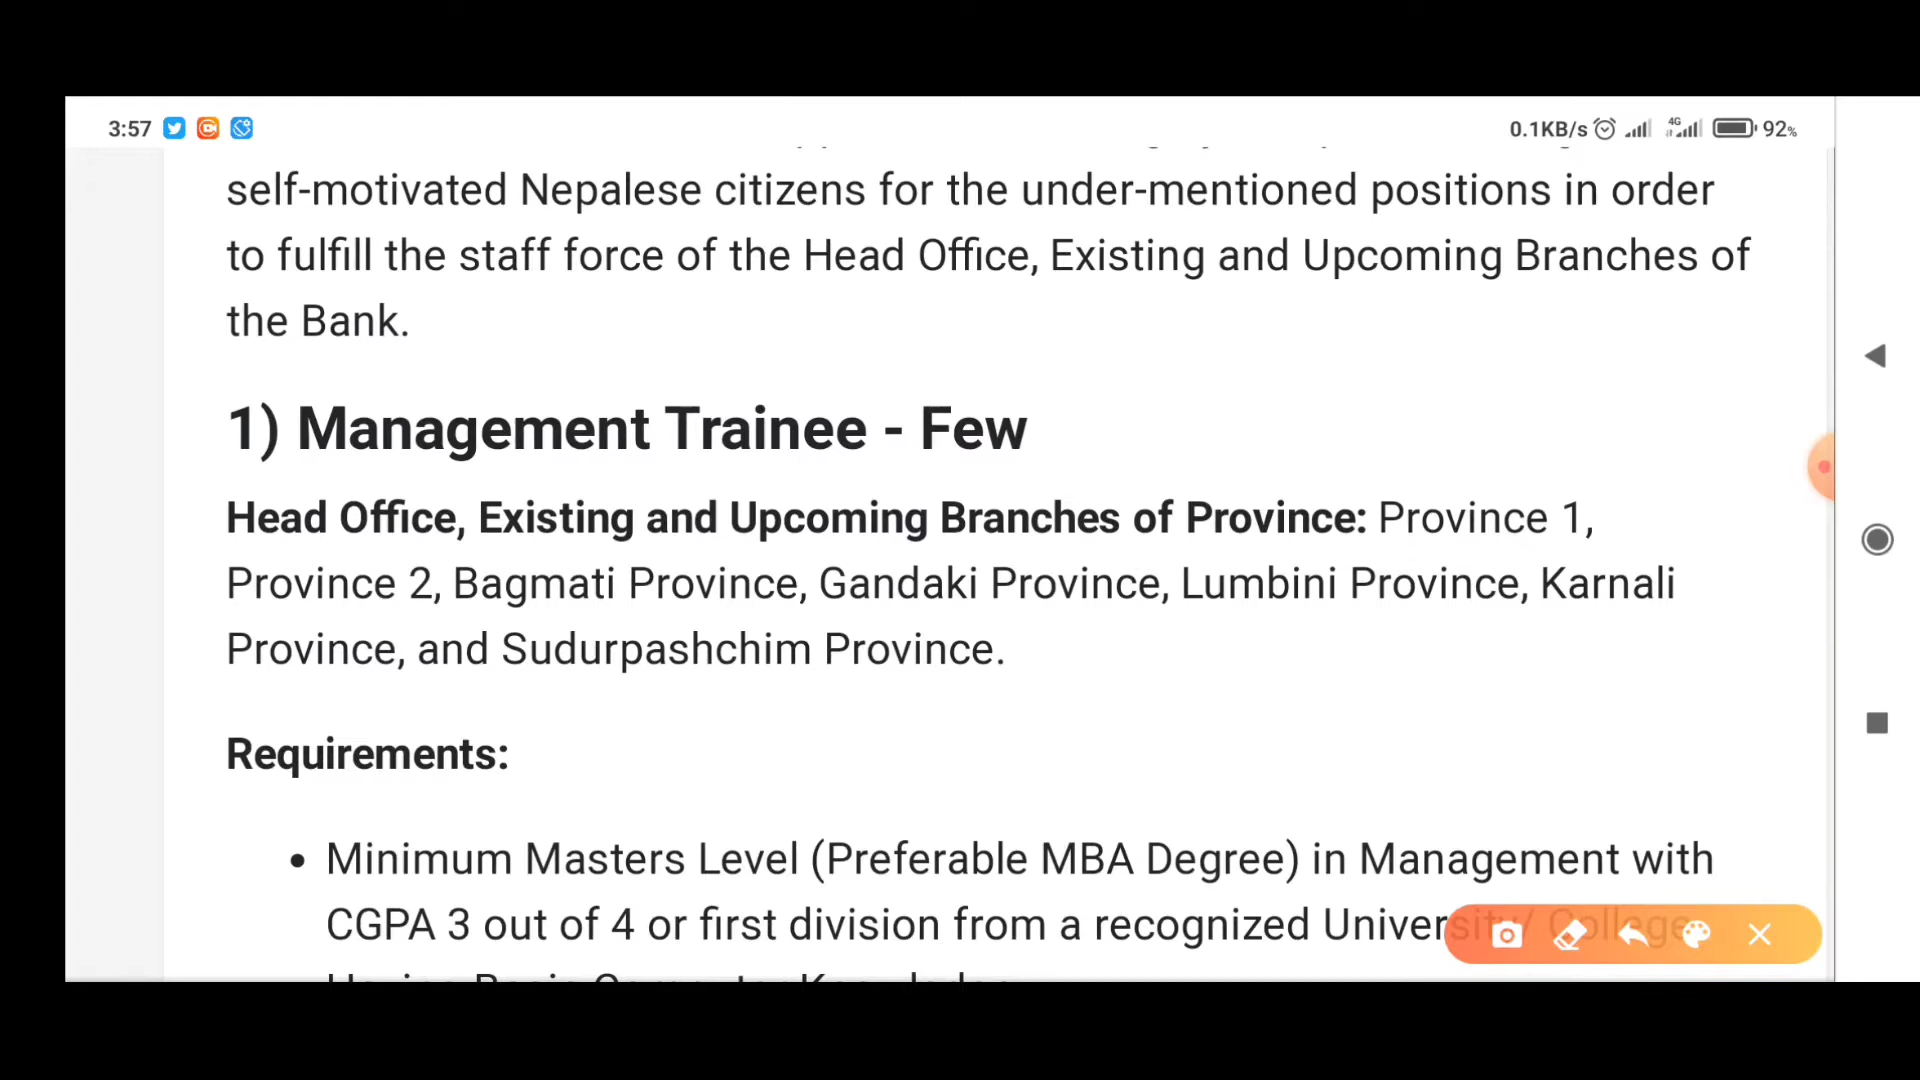 3:57
0.1KB/s 4G 92%
self-motivated Nepalese citizens for the under-mentioned positions in order
to fulfill the staff force of the Head Office, Existing and Upcoming Branches of
the Bank.
1) Management Trainee - Few
Head Office, Existing and Upcoming Branches of Province: Province 1,
Province 2, Bagmati Province, Gandaki Province, Lumbini Province, Karnali
Province, and Sudurpashchim Province.
Requirements:
• Minimum Masters Level (Preferable MBA Degree) in Management with
CGPA 3 out of 4 or first division from a recognized University/ College